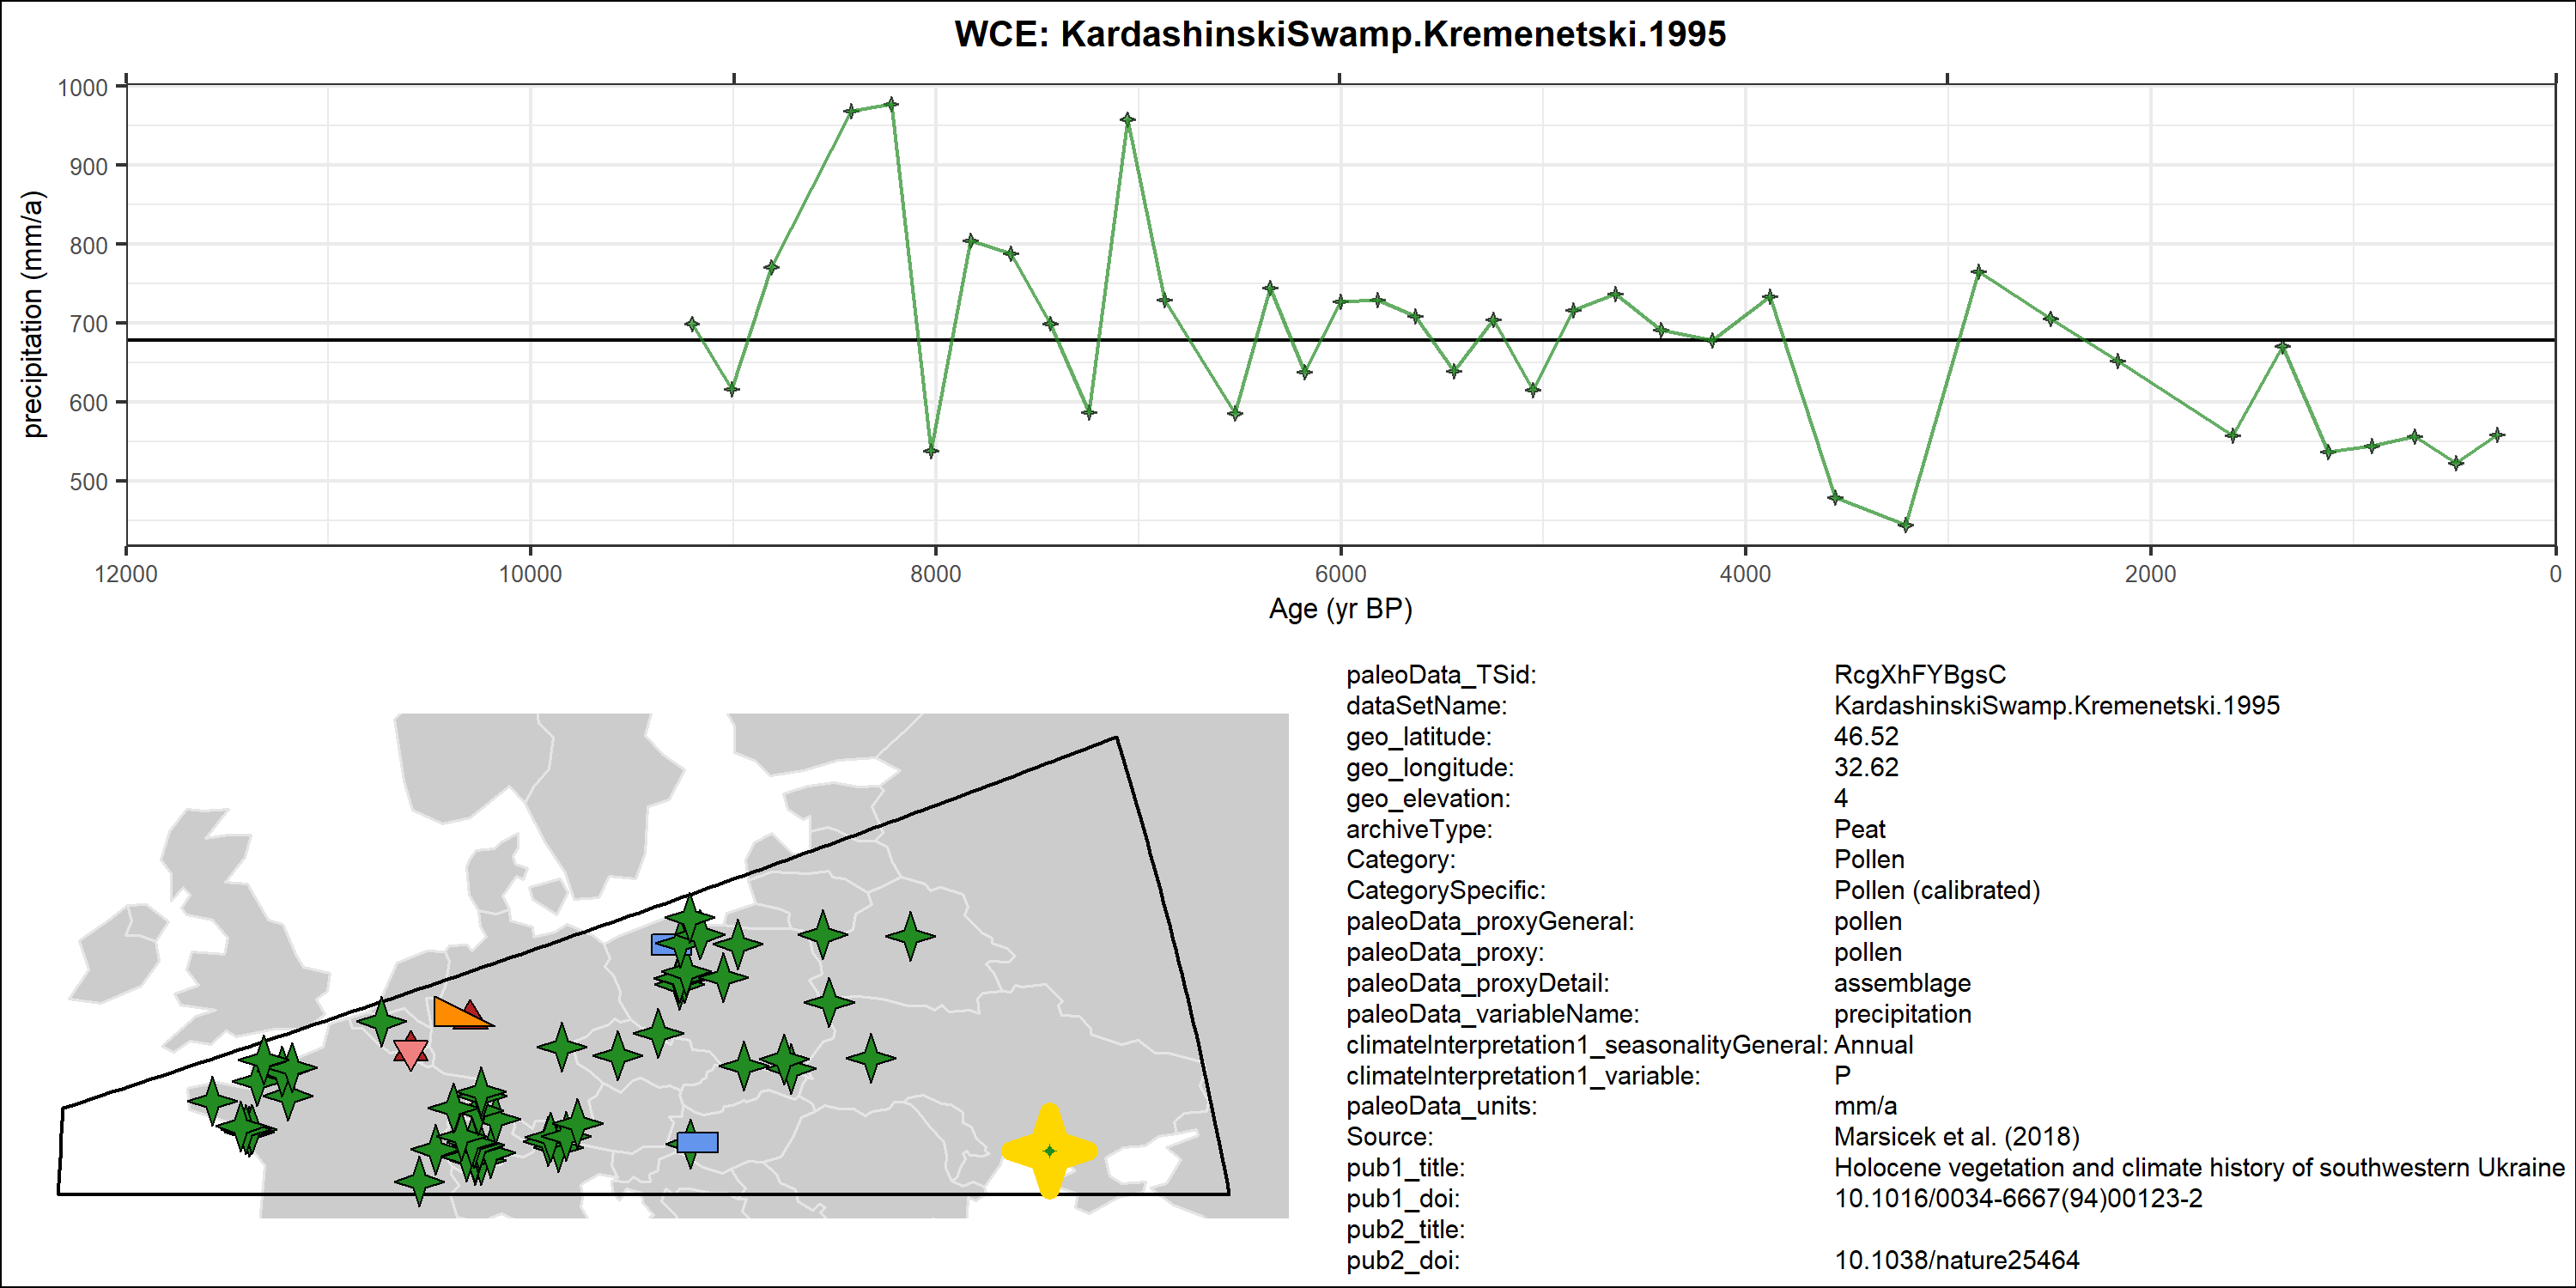 WCE: KardashinskiSwamp.Kremenetski.1995
1000
900
800
700
600
500
precipitation (mm/a)
12000 10000 8000 6000 4000 2000 0
Age (yr BP)
paleoData_TSid: RcgXhFYBgsC
dataSetName: KardashinskiSwamp.Kremenetski.1995
geo_latitude: 46.52
geo_longitude: 32.62
geo_elevation: 4
archiveType: Peat
Category: Pollen
CategorySpecific: Pollen (calibrated)
paleoData_proxyGeneral: pollen
paleoData_proxy: pollen
paleoData_proxyDetail: assemblage
paleoData_variableName: precipitation
climateInterpretation1_seasonalityGeneral: Annual
climateInterpretation1_variable: P
paleoData_units: mm/a
Source: Marsicek et al. (2018)
pub1_title: Holocene vegetation and climate history of southwestern Ukraine
pub1_doi: 10.1016/0034-6667(94)00123-2
pub2_title:
pub2_doi: 10.1038/nature25464